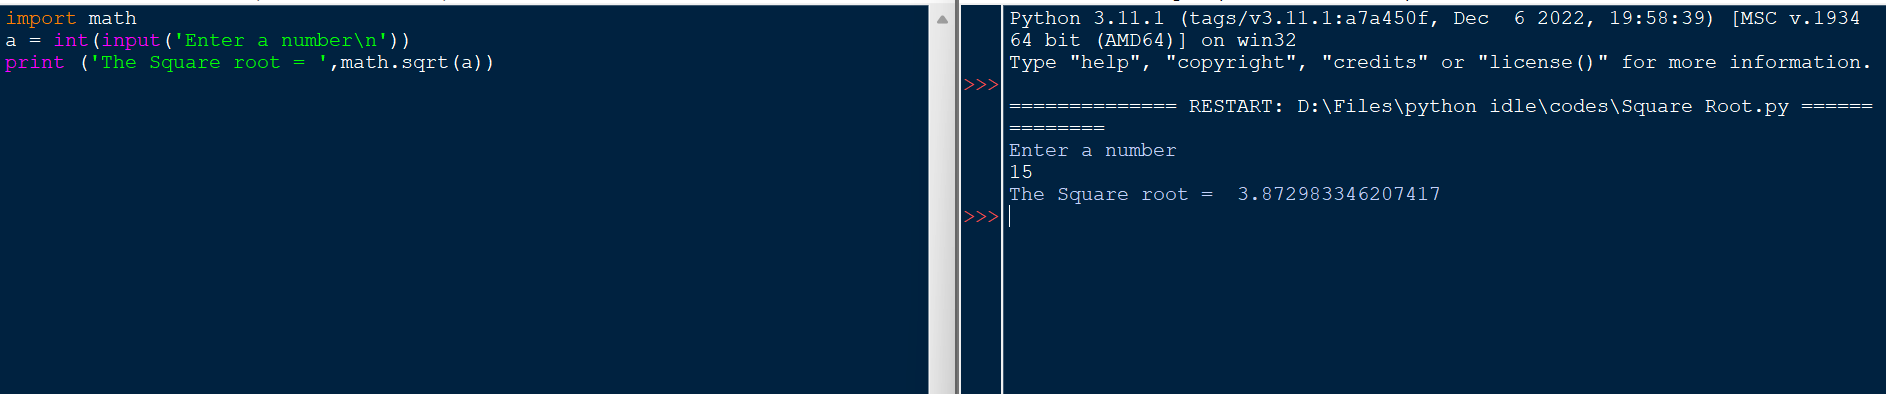 import math
a = int(input('Enter a number\n'))
print ('The Square root = ',math.sqrt(a))
Python 3.11.1 (tags/v3.11.1:a7a450f, Dec  6 2022, 19:58:39) [MSC v.1934
64 bit (AMD64)] on win32
Type "help", "copyright", "credits" or "license()" for more information.
>>>
============== RESTART: D:\Files\python idle\codes\Square Root.py ======
========
Enter a number
15
The Square root =  3.872983346207417
>>>